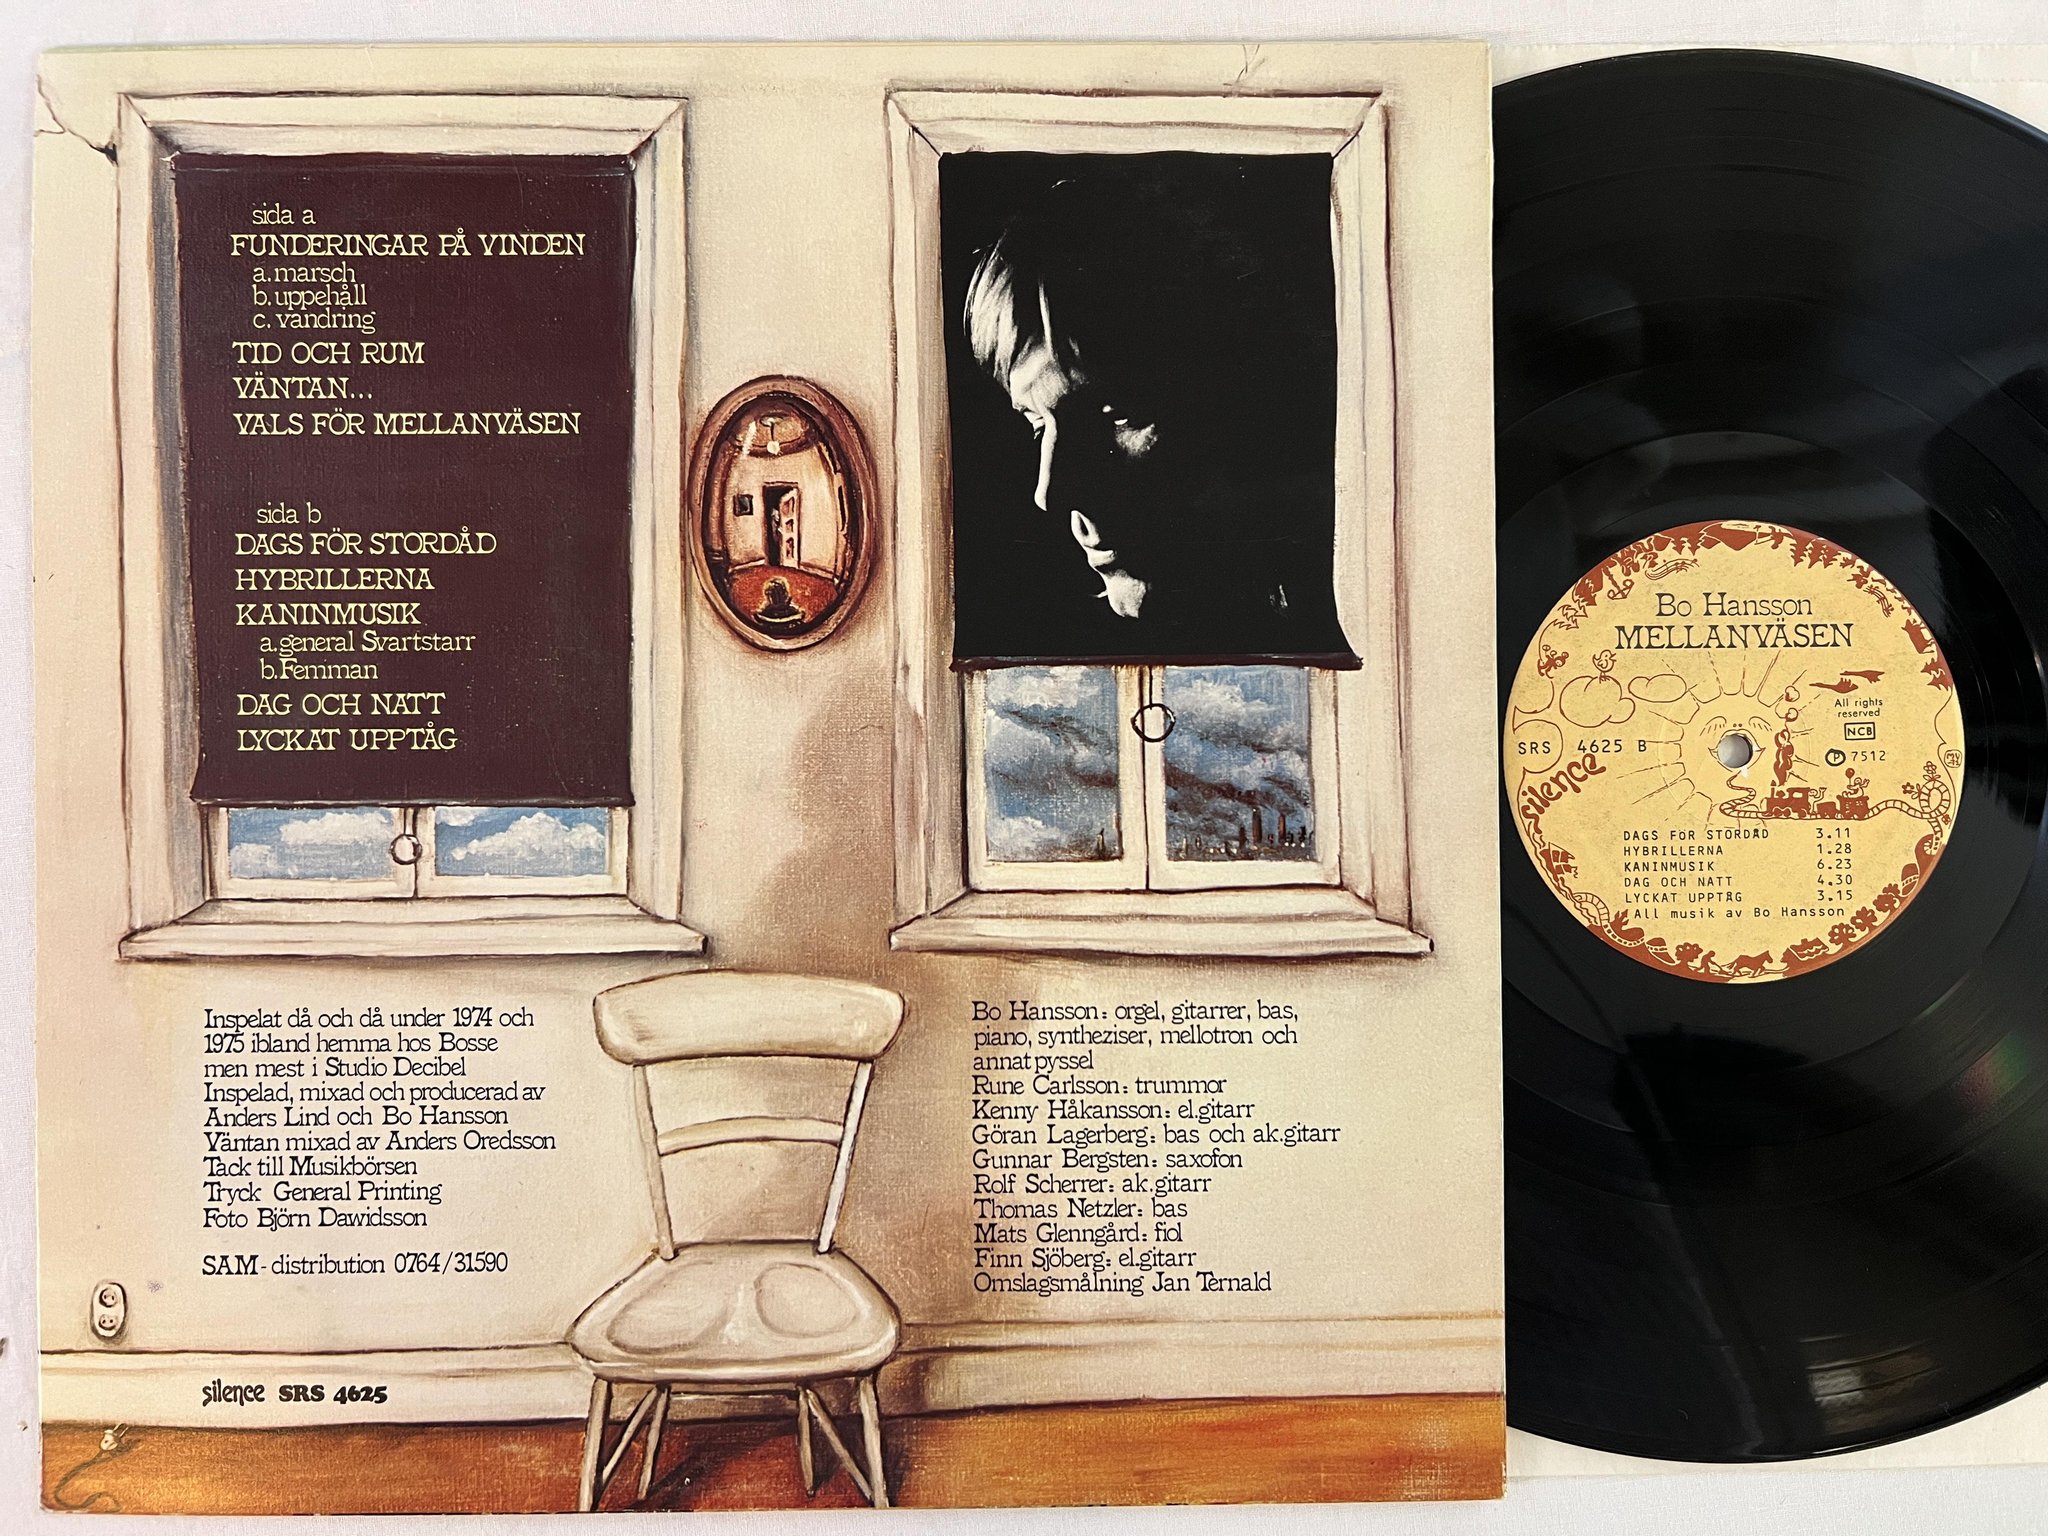 sida a
FUNDERINGAR PÅ VINDEN
a. marsch
b. uppehåll
c. vandring
TID OCH RUM
VÄNTAN...
VALS FÖR MELLANVÄSEN
sida b
DAGS FÖR STORDÅD
HYBRILLERNA
KANINMUSIK
a. general Svartstarr
b. Femman
DAG OCH NATT
LYCKAT UPPTÅG
Inspelat då och då under 1974 och
1975 ibland hemma hos Bosse
men mest i Studio Decibel
Inspelad, mixad och producerad av
Anders Lind och Bo Hansson
Väntan mixad av Anders Oredsson
Tack till Musikbörsen
Tryck General Printing
Foto Björn Dawidsson
SAM-distribution 0764/31590
silence SRS 4625
Bo Hansson: orgel, gitarrer, bas,
piano, syntheziser, mellotron och
annat pyssel
Rune Carlsson: trummor
Kenny Håkansson: el.gitarr
Göran Lagerberg: bas och ak.gitarr
Gunnar Bergsten: saxofon
Rolf Scherrer: ak.gitarr
Thomas Netzler: bas
Mats Glenngård: fiol
Finn Sjöberg: el.gitarr
Omslagsmålning Jan Ternald
Bo Hansson
MELLANVÄSEN
All rights
reserved
NCB
SRS 4625 B
P 7512
silence
DAGS FÖR STORDÅD 3.11
HYBRILLERNA 1.28
KANINMUSIK 6.23
DAG OCH NATT 4.30
LYCKAT UPPTÅG 3.15
All musik av Bo Hansson